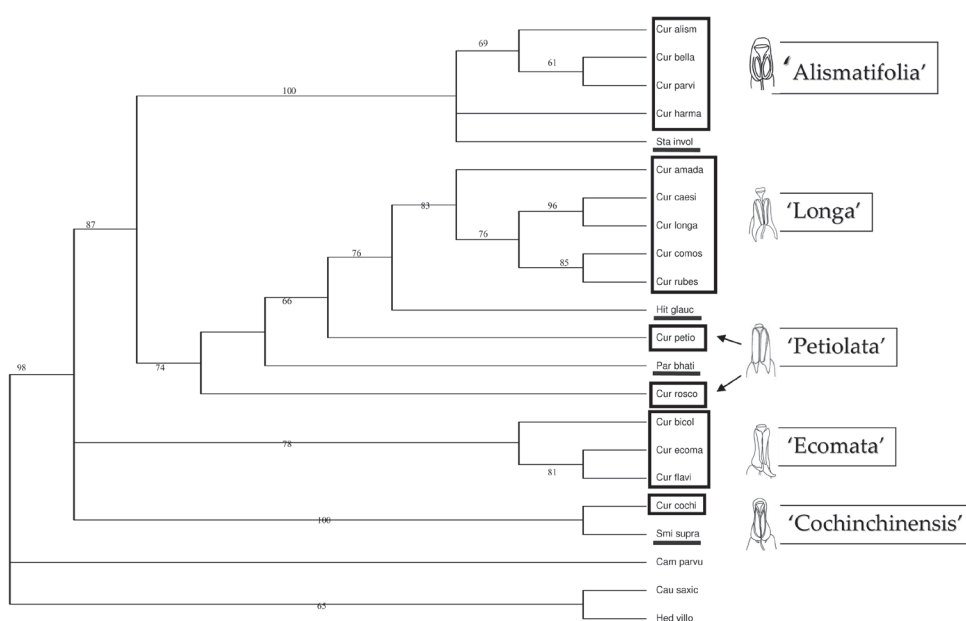 69
Cur alism
61
Cur bella
Cur parvi
100
Cur harma
Sta invol
'Alismatifolia'
Cur amada
83
96
Cur caesi
Cur longa
76
Cur comos
85
Cur rubes
'Longa'
87
76
Hit glauc
66
Cur petio
Par bhati
74
Cur rosco
'Petiolata'
98
Cur bicol
78
Cur ecoma
81
Cur flavi
'Ecomata'
Cur cochi
100
Smi supra
'Cochinchinensis'
Cam parvu
Cau saxic
65
Hed villo